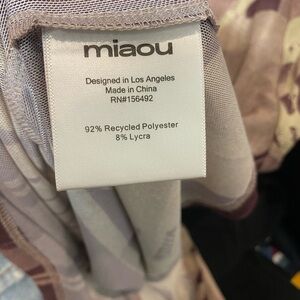 miaou
Designed in Los Angeles
Made in China
RN#156492
92% Recycled Polyester
8% Lycra